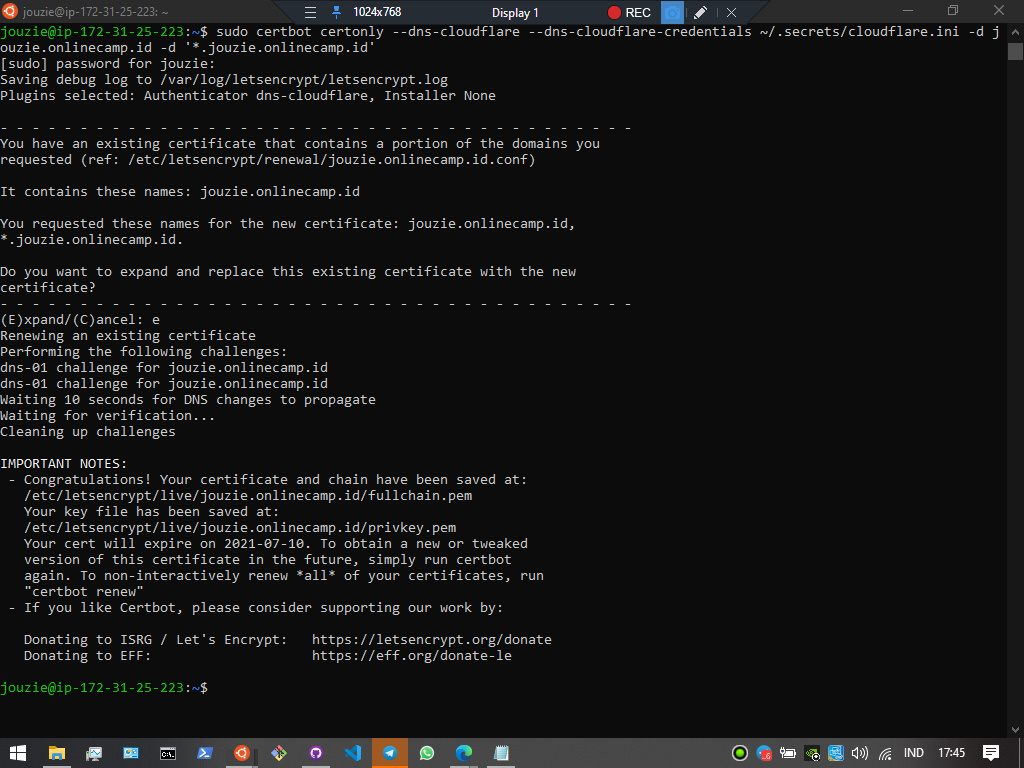 jouzie@ip-172-31-25-223: ~
1024x768
Display 1
REC
jouzie@ip-172-31-25-223:~$ sudo certbot certonly --dns-cloudflare --dns-cloudflare-credentials ~/.secrets/cloudflare.ini -d j
ouzie.onlinecamp.id -d '*.jouzie.onlinecamp.id'
[sudo] password for jouzie:
Saving debug log to /var/log/letsencrypt/letsencrypt.log
Plugins selected: Authenticator dns-cloudflare, Installer None
- - - - - - - - - - - - - - - - - - - - - - - - - - - - - - - - - - - - - - - -
You have an existing certificate that contains a portion of the domains you
requested (ref: /etc/letsencrypt/renewal/jouzie.onlinecamp.id.conf)
It contains these names: jouzie.onlinecamp.id
You requested these names for the new certificate: jouzie.onlinecamp.id,
*.jouzie.onlinecamp.id.
Do you want to expand and replace this existing certificate with the new
certificate?
- - - - - - - - - - - - - - - - - - - - - - - - - - - - - - - - - - - - - - - -
(E)xpand/(C)ancel: e
Renewing an existing certificate
Performing the following challenges:
dns-01 challenge for jouzie.onlinecamp.id
dns-01 challenge for jouzie.onlinecamp.id
Waiting 10 seconds for DNS changes to propagate
Waiting for verification...
Cleaning up challenges
IMPORTANT NOTES:
- Congratulations! Your certificate and chain have been saved at:
/etc/letsencrypt/live/jouzie.onlinecamp.id/fullchain.pem
Your key file has been saved at:
/etc/letsencrypt/live/jouzie.onlinecamp.id/privkey.pem
Your cert will expire on 2021-07-10. To obtain a new or tweaked
version of this certificate in the future, simply run certbot
again. To non-interactively renew *all* of your certificates, run
"certbot renew"
- If you like Certbot, please consider supporting our work by:
Donating to ISRG / Let's Encrypt:   https://letsencrypt.org/donate
Donating to EFF:                    https://eff.org/donate-le
jouzie@ip-172-31-25-223:~$
IND
17:45